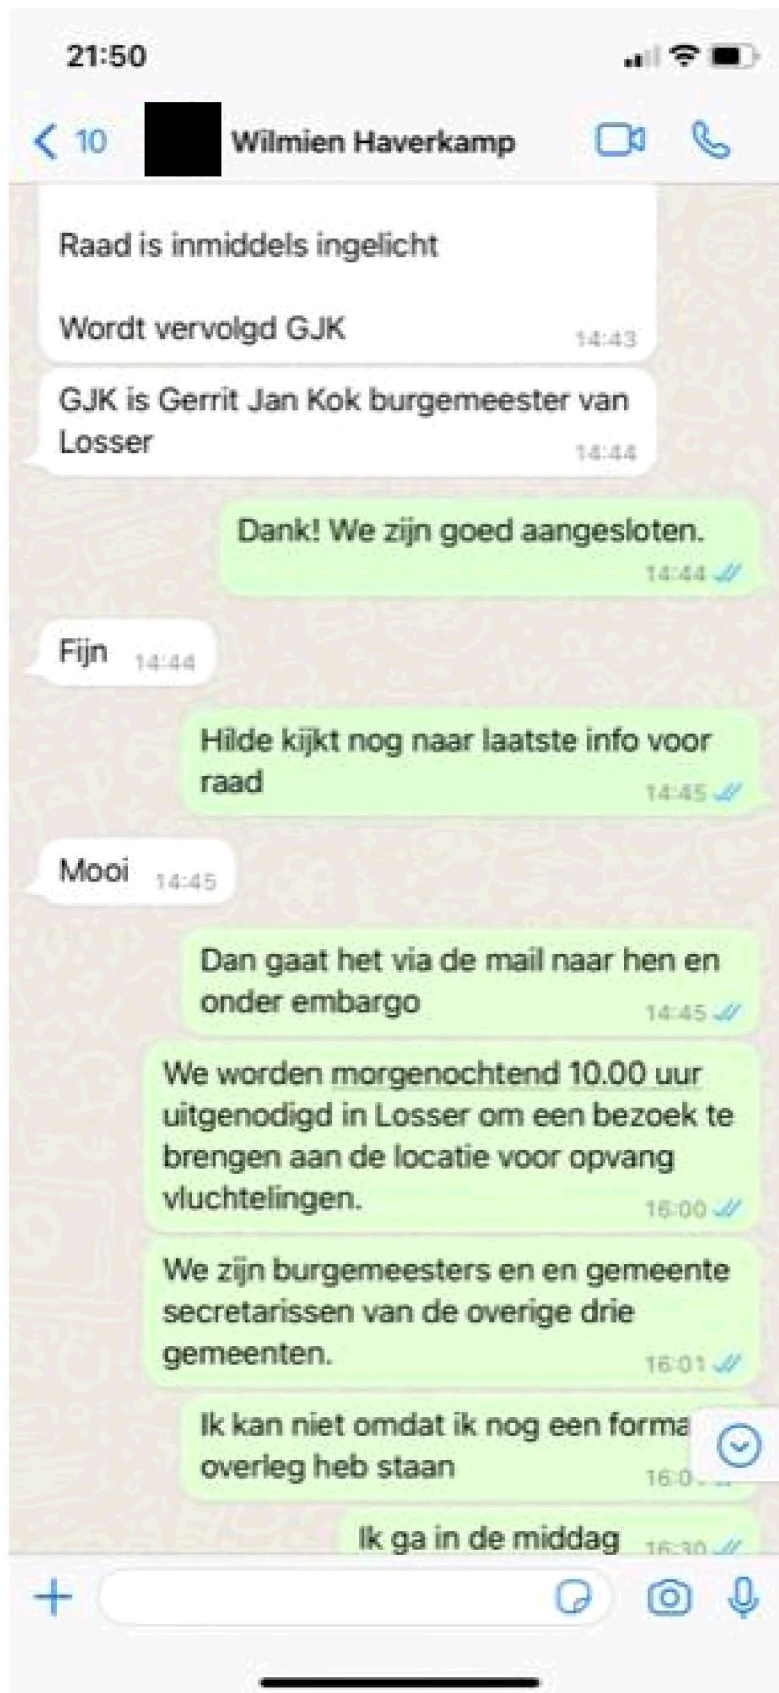 21:50
10 Wilmien Haverkamp
Raad is inmiddels ingelicht
Wordt vervolgd GJK
14:43
GJK is Gerrit Jan Kok burgemeester van
Losser
14:44
Dank! We zijn goed aangesloten.
14:44
Fijn 14:44
Hilde kijkt nog naar laatste info voor
raad
14:45
Mooi 14:45
Dan gaat het via de mail naar hen en
onder embargo
14:45
We worden morgenochtend 10.00 uur
uitgenodigd in Losser om een bezoek te
brengen aan de locatie voor opvang
vluchtelingen.
16:00
We zijn burgemeesters en en gemeente
secretarissen van de overige drie
gemeenten.
16:01
Ik kan niet omdat ik nog een forma
overleg heb staan
16:0
Ik ga in de middag 16:30